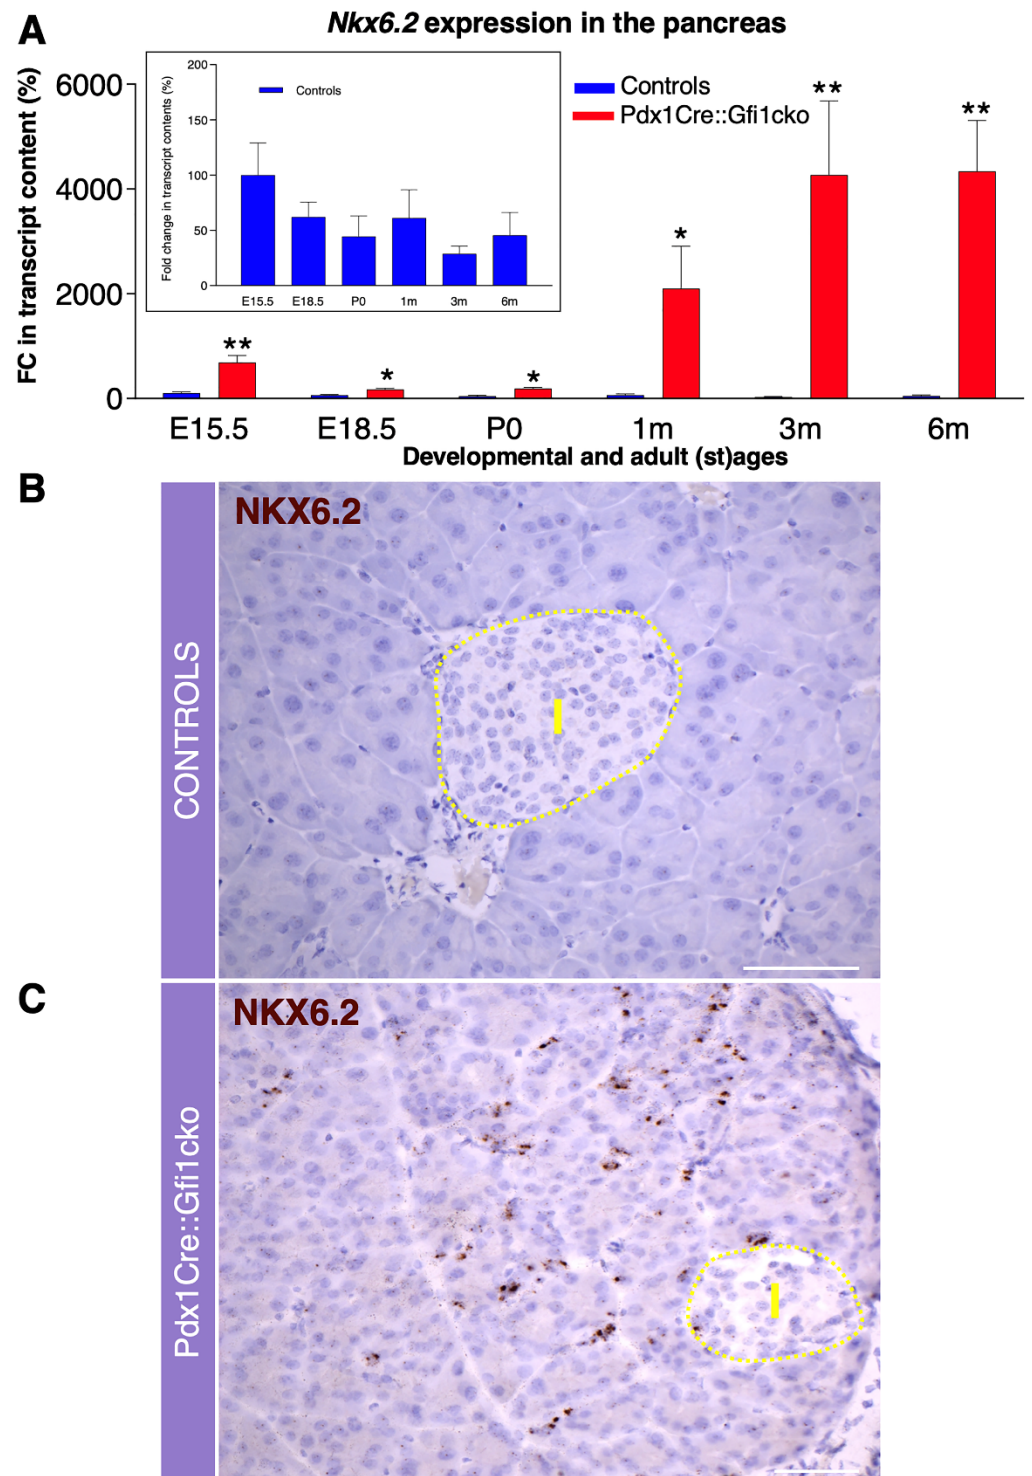 A
Nkx6.2 expression in the pancreas
FC in transcript content (%)
6000
4000
2000
0
Fold change in transcript contents (%)
200
150
100
50
0
Controls
E15.5 E18.5 P0 1m 3m 6m
Controls
Pdx1Cre::Gfi1cko
** * * * ** **
E15.5 E18.5 P0 1m 3m 6m
Developmental and adult (st)ages
B
CONTROLS
NKX6.2
I
C
Pdx1Cre::Gfi1cko
NKX6.2
I